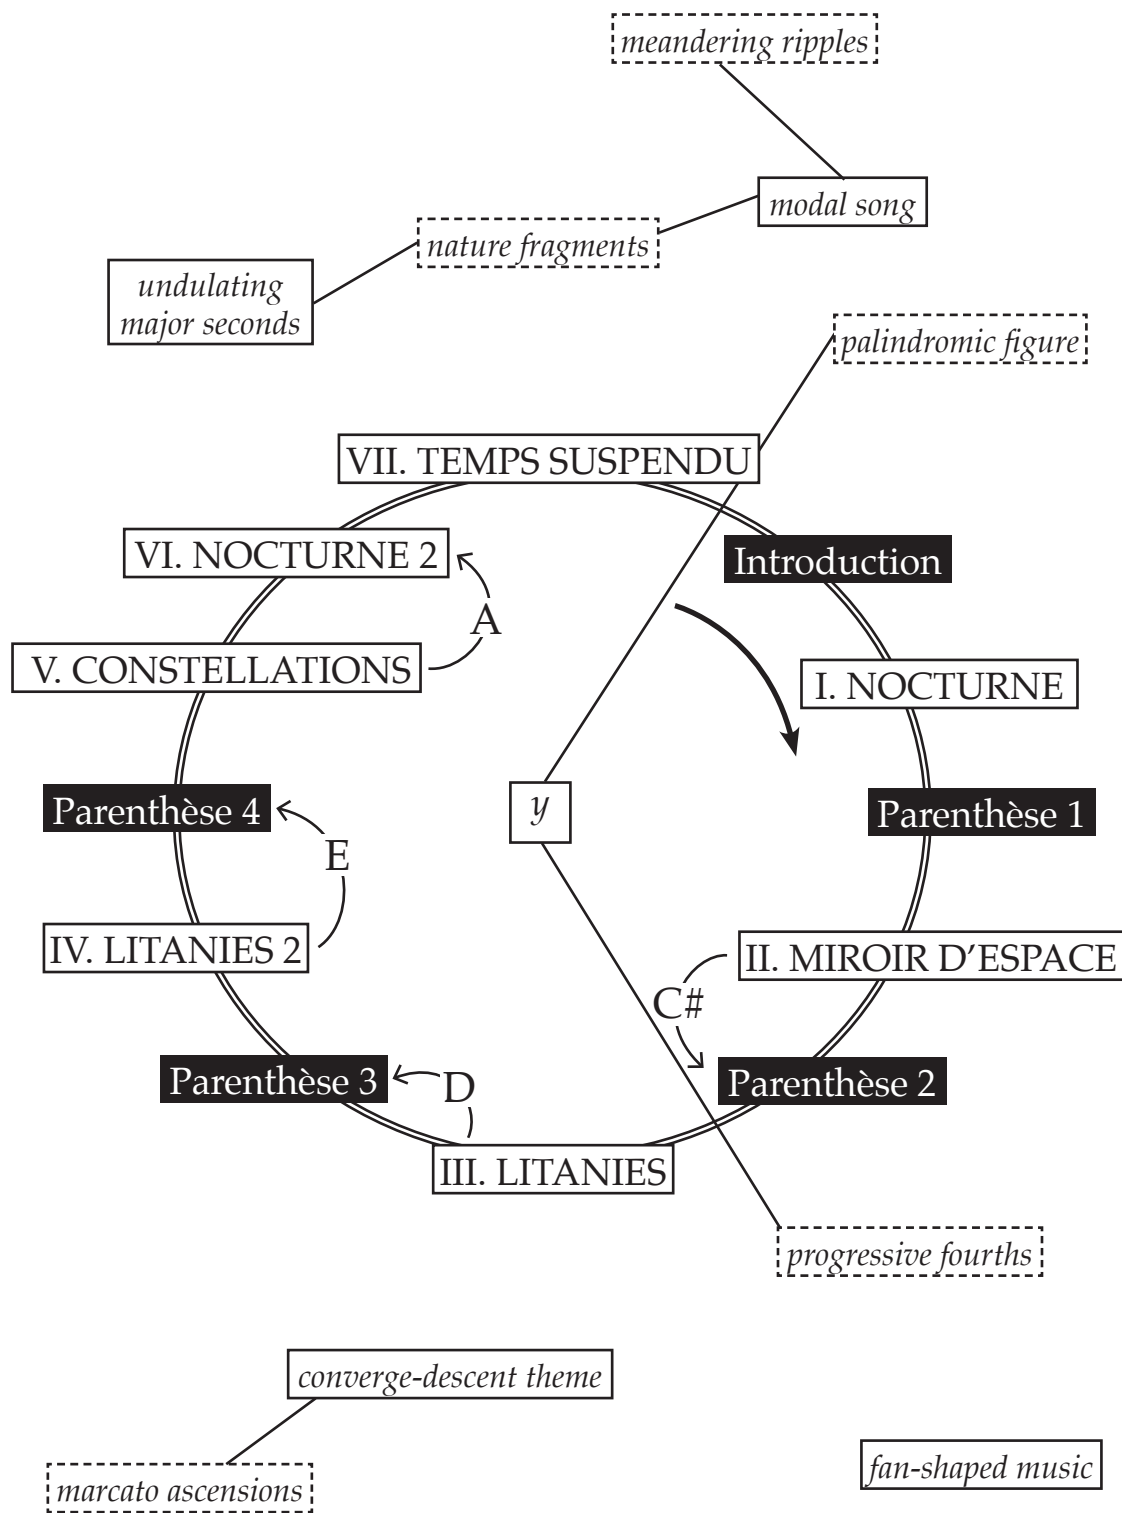 meandering ripples
modal song
nature fragments
undulating
major seconds
palindromic figure
VII. TEMPS SUSPENDU
VI. NOCTURNE 2
Introduction
A
V. CONSTELLATIONS
I. NOCTURNE
Parenthèse 4
y
Parenthèse 1
E
IV. LITANIES 2
II. MIROIR D'ESPACE
C#
Parenthèse 3
D
Parenthèse 2
III. LITANIES
progressive fourths
converge-descent theme
fan-shaped music
marcato ascensions